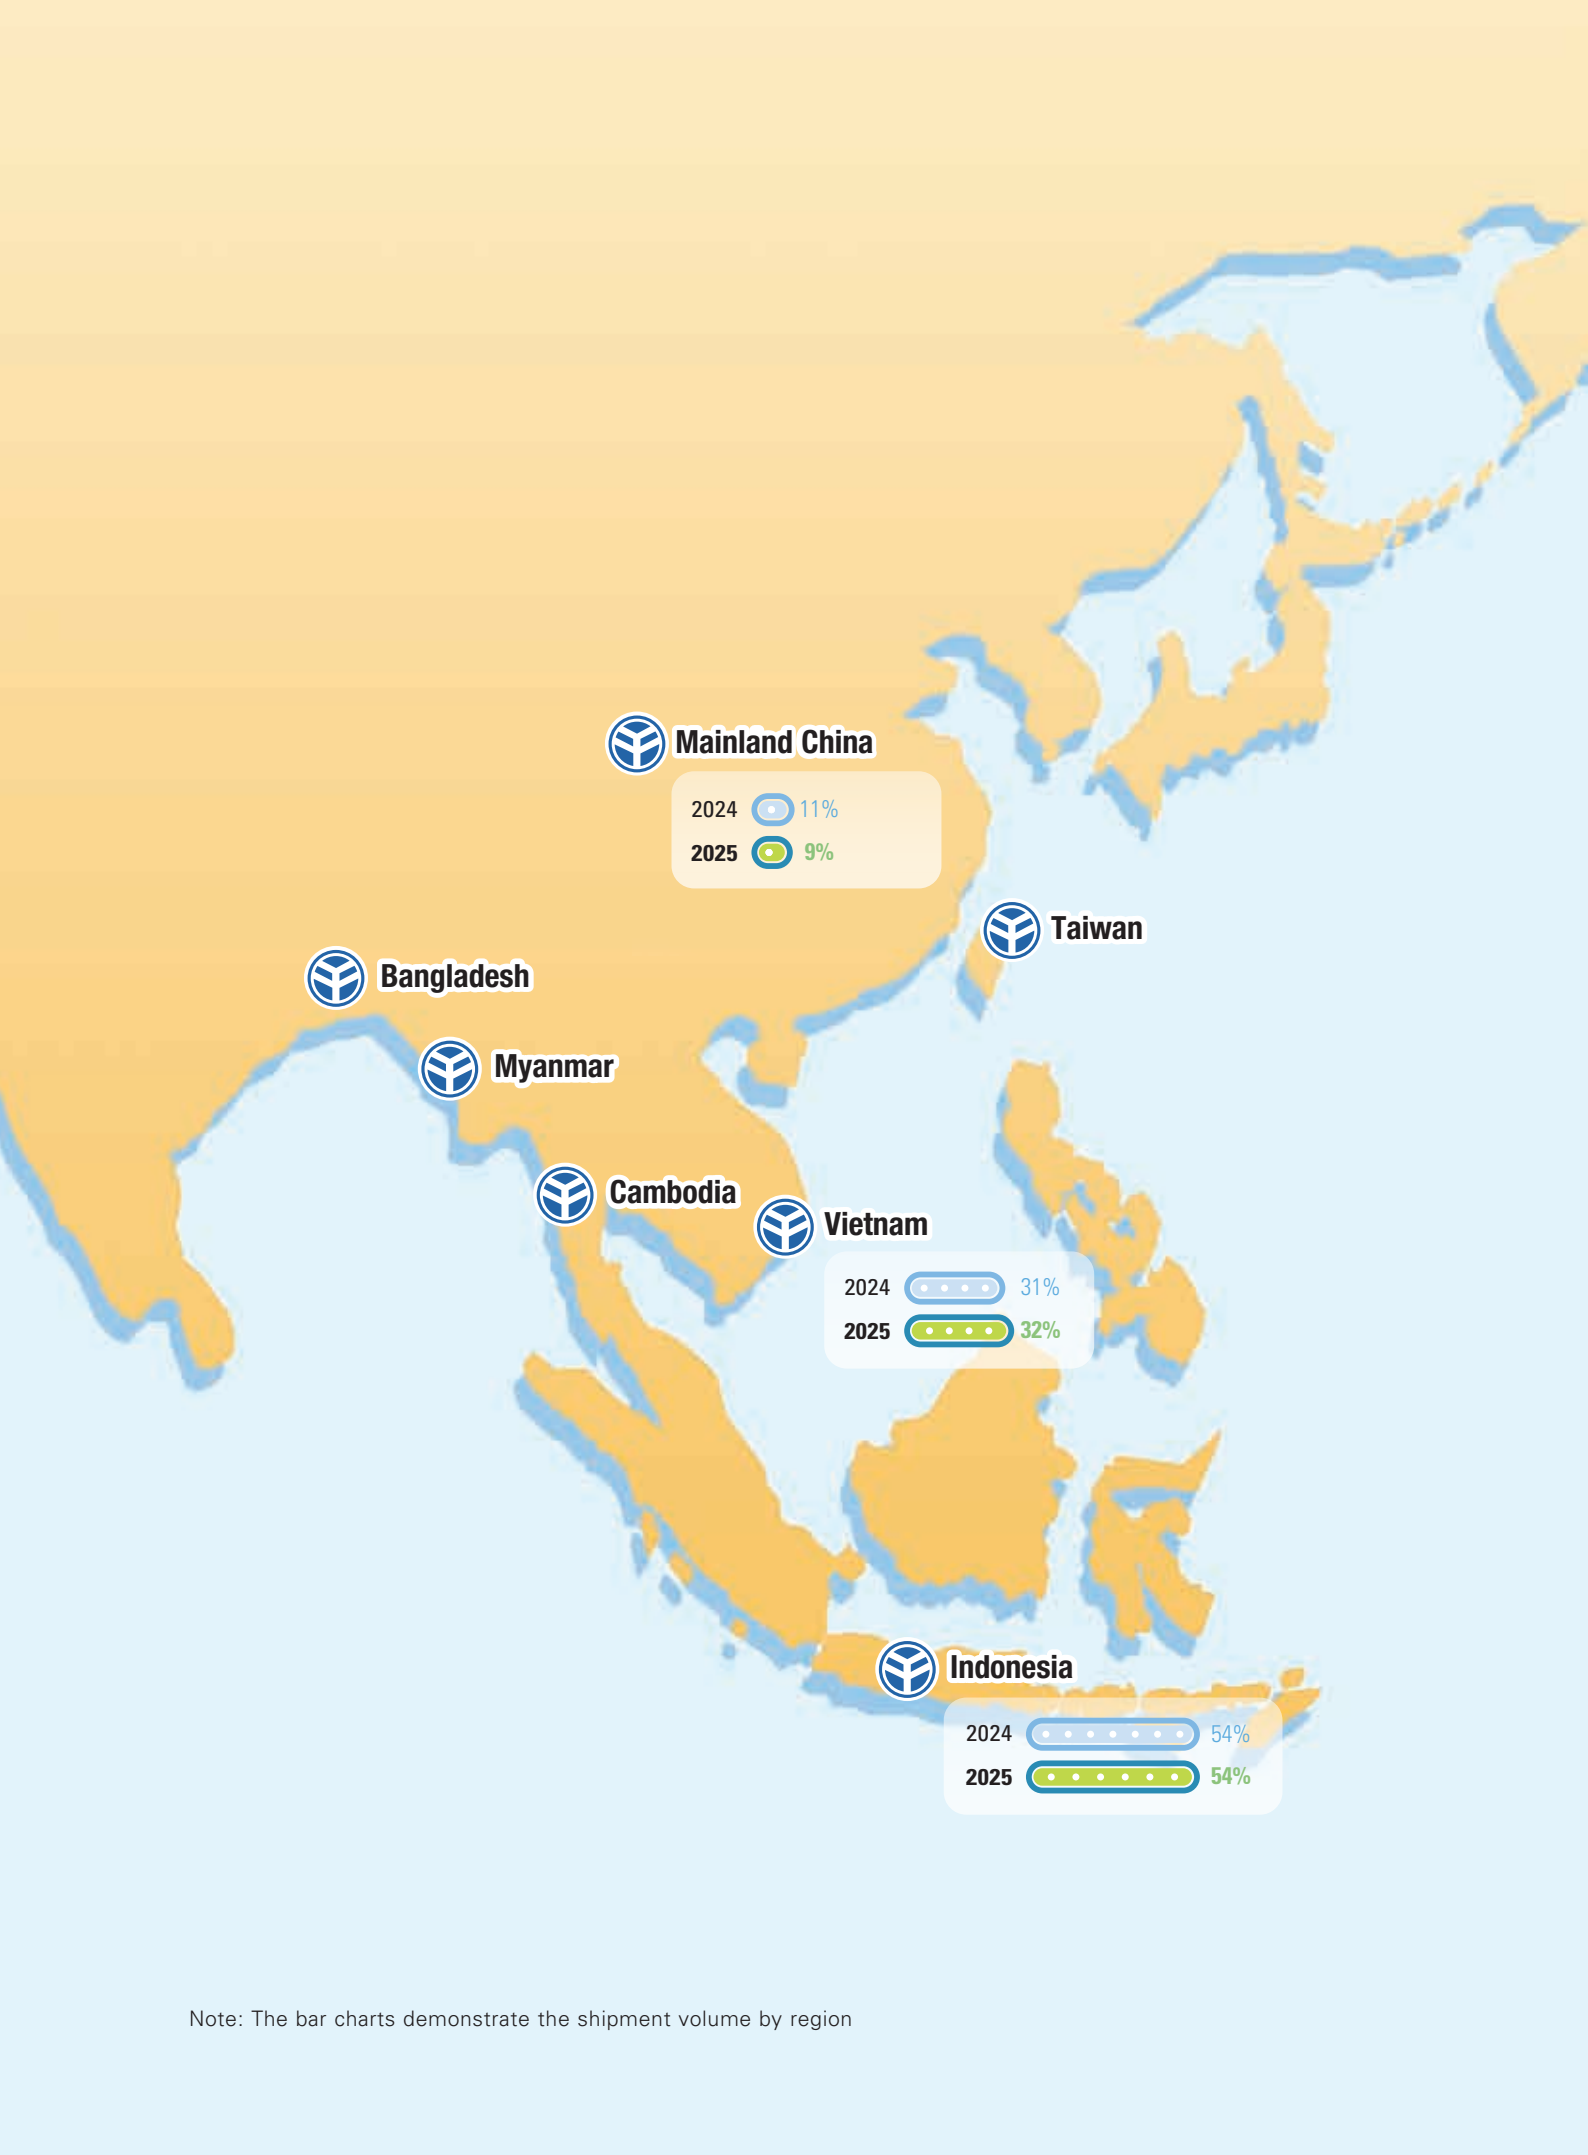 Mainland China
2024 11%
2025 9%
Taiwan
Bangladesh
Myanmar
Cambodia
Vietnam
2024 31%
2025 32%
Indonesia
2024 54%
2025 54%
Note: The bar charts demonstrate the shipment volume by region